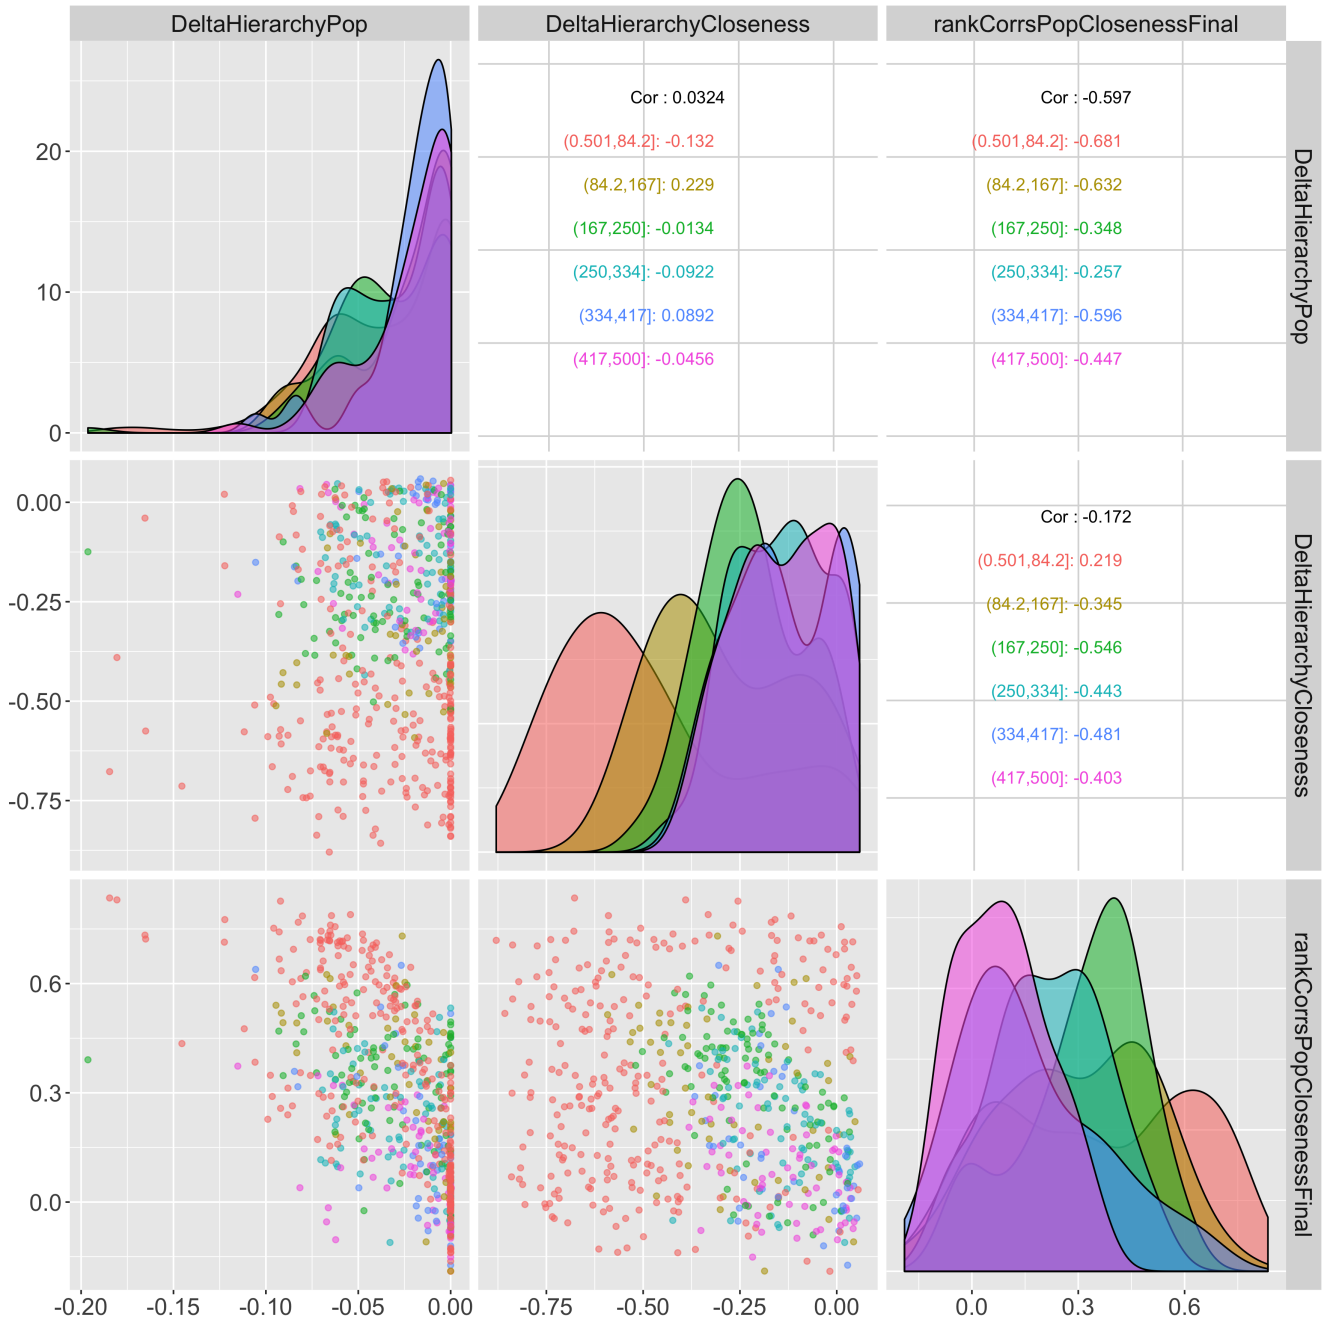 DeltaHierarchyPop
DeltaHierarchyCloseness
rankCorrsPopClosenessFinal
20
10
0
Cor : 0.0324
(0.501,84.2]: -0.132
(84.2,167]: 0.229
(167,250]: -0.0134
(250,334]: -0.0922
(334,417]: 0.0892
(417,500]: -0.0456
Cor : -0.597
(0.501,84.2]: -0.681
(84.2,167]: -0.632
(167,250]: -0.348
(250,334]: -0.257
(334,417]: -0.596
(417,500]: -0.447
DeltaHierarchyPop
0.00
-0.25
-0.50
-0.75
Cor : -0.172
(0.501,84.2]: 0.219
(84.2,167]: -0.345
(167,250]: -0.546
(250,334]: -0.443
(334,417]: -0.481
(417,500]: -0.403
DeltaHierarchyCloseness
0.6
0.3
0.0
rankCorrsPopClosenessFinal
-0.20 -0.15 -0.10 -0.05 0.00
-0.75 -0.50 -0.25 0.00
0.0 0.3 0.6